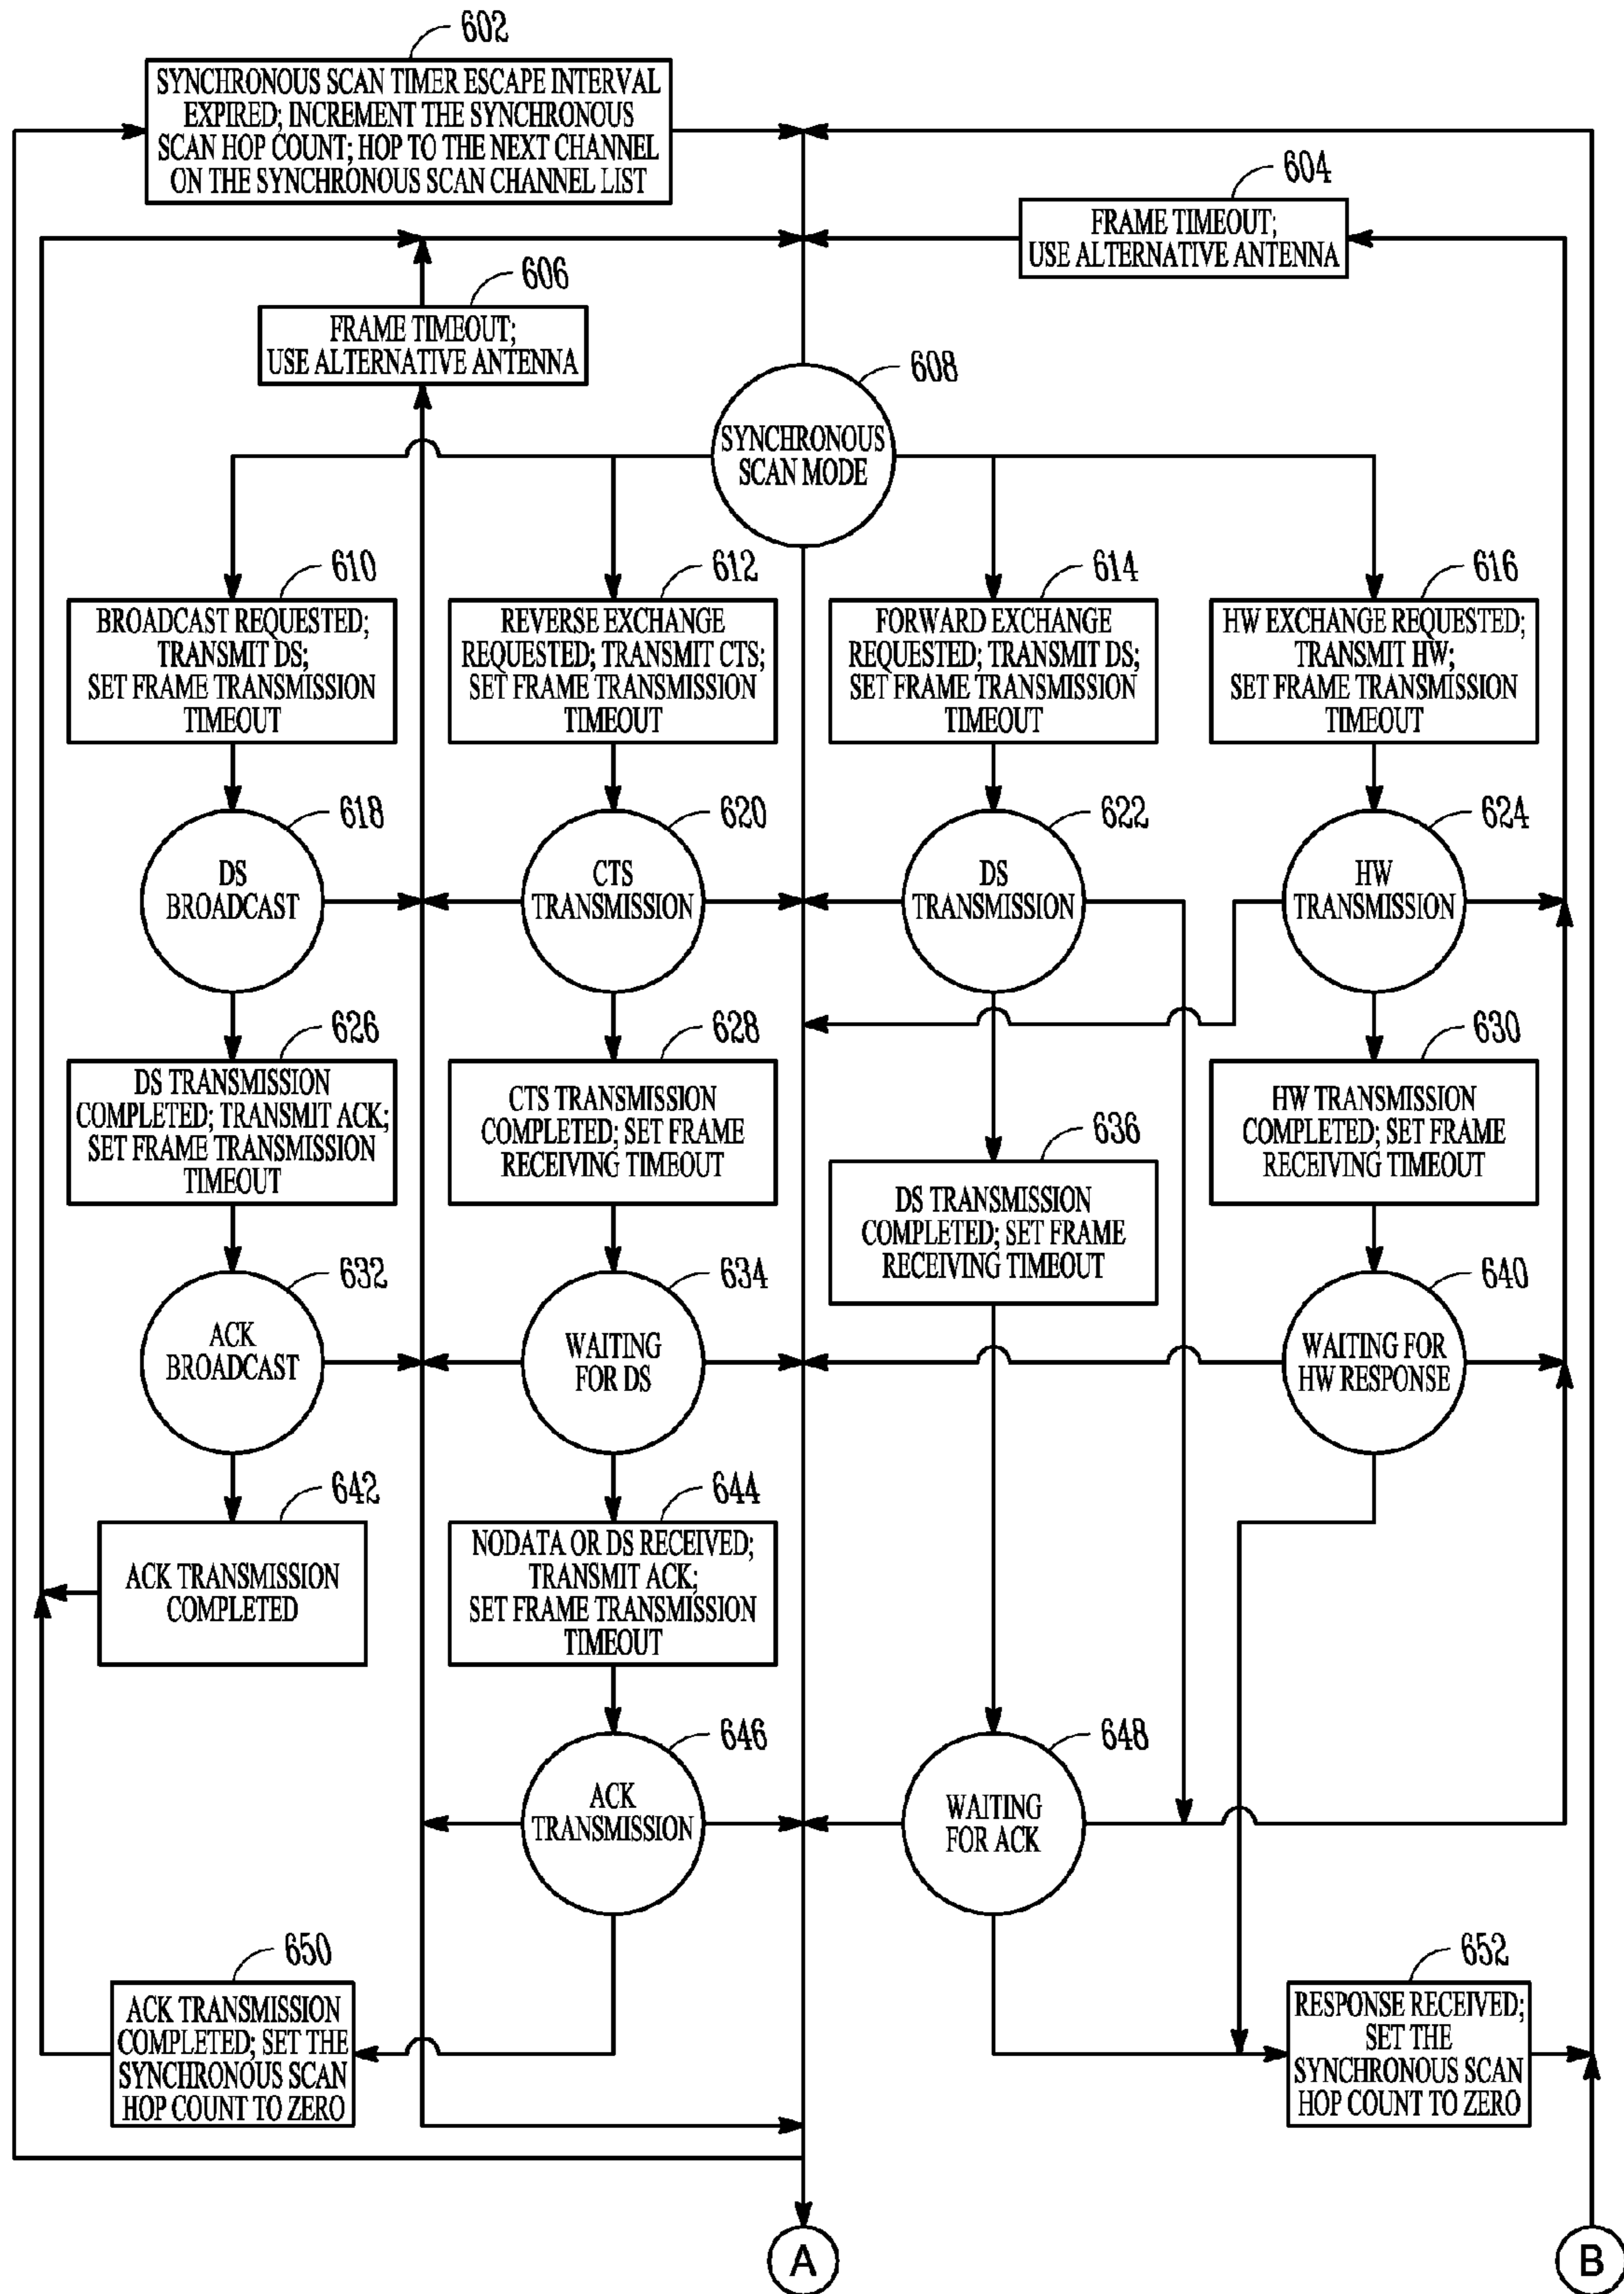 602
SYNCHRONOUS SCAN TIMER ESCAPE INTERVAL
EXPIRED; INCREMENT THE SYNCHRONOUS
SCAN HOP COUNT; HOP TO THE NEXT CHANNEL
ON THE SYNCHRONOUS SCAN CHANNEL LIST
604
FRAME TIMEOUT;
USE ALTERNATIVE ANTENNA
606
FRAME TIMEOUT;
USE ALTERNATIVE ANTENNA
608
SYNCHRONOUS
SCAN MODE
610
BROADCAST REQUESTED;
TRANSMIT DS;
SET FRAME TRANSMISSION
TIMEOUT
612
REVERSE EXCHANGE
REQUESTED; TRANSMIT CTS;
SET FRAME TRANSMISSION
TIMEOUT
614
FORWARD EXCHANGE
REQUESTED; TRANSMIT DS;
SET FRAME TRANSMISSION
TIMEOUT
616
HW EXCHANGE REQUESTED;
TRANSMIT HW;
SET FRAME TRANSMISSION
TIMEOUT
618
DS
BROADCAST
620
CTS
TRANSMISSION
622
DS
TRANSMISSION
624
HW
TRANSMISSION
626
DS TRANSMISSION
COMPLETED; TRANSMIT ACK;
SET FRAME TRANSMISSION
TIMEOUT
628
CTS TRANSMISSION
COMPLETED; SET FRAME
RECEIVING TIMEOUT
636
DS TRANSMISSION
COMPLETED; SET FRAME
RECEIVING TIMEOUT
630
HW TRANSMISSION
COMPLETED; SET FRAME
RECEIVING TIMEOUT
632
ACK
BROADCAST
634
WAITING
FOR DS
640
WAITING FOR
HW RESPONSE
642
ACK TRANSMISSION
COMPLETED
644
NODATA OR DS RECEIVED;
TRANSMIT ACK;
SET FRAME TRANSMISSION
TIMEOUT
646
ACK
TRANSMISSION
648
WAITING
FOR ACK
650
ACK TRANSMISSION
COMPLETED; SET THE
SYNCHRONOUS SCAN
HOP COUNT TO ZERO
652
RESPONSE RECEIVED;
SET THE
SYNCHRONOUS SCAN
HOP COUNT TO ZERO
A
B